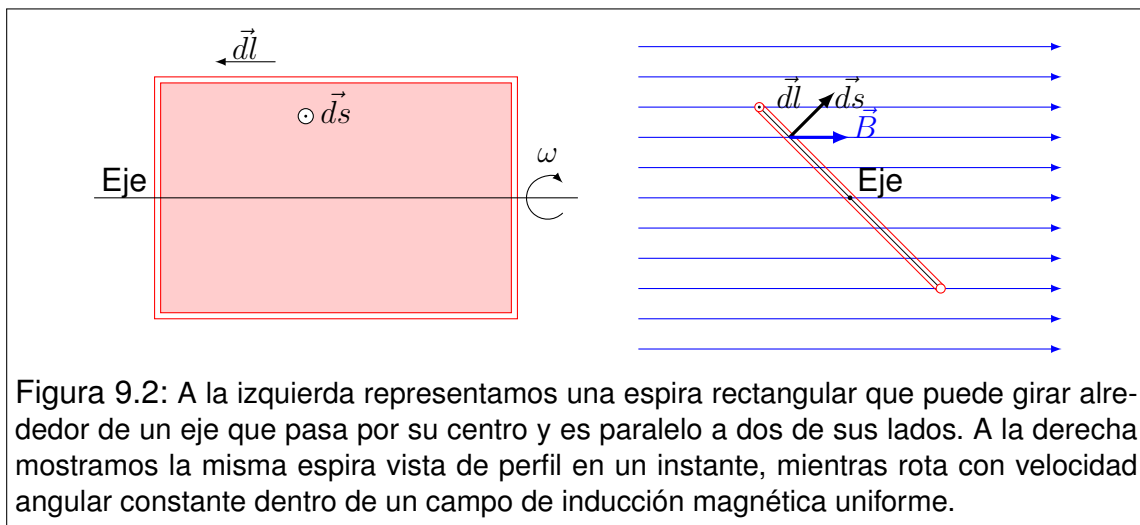 d⃗l
d⃗s
Eje
ω
d⃗l d⃗s
B⃗
Eje
Figura 9.2: A la izquierda representamos una espira rectangular que puede girar alre-
dedor de un eje que pasa por su centro y es paralelo a dos de sus lados. A la derecha
mostramos la misma espira vista de perfil en un instante, mientras rota con velocidad
angular constante dentro de un campo de inducción magnética uniforme.